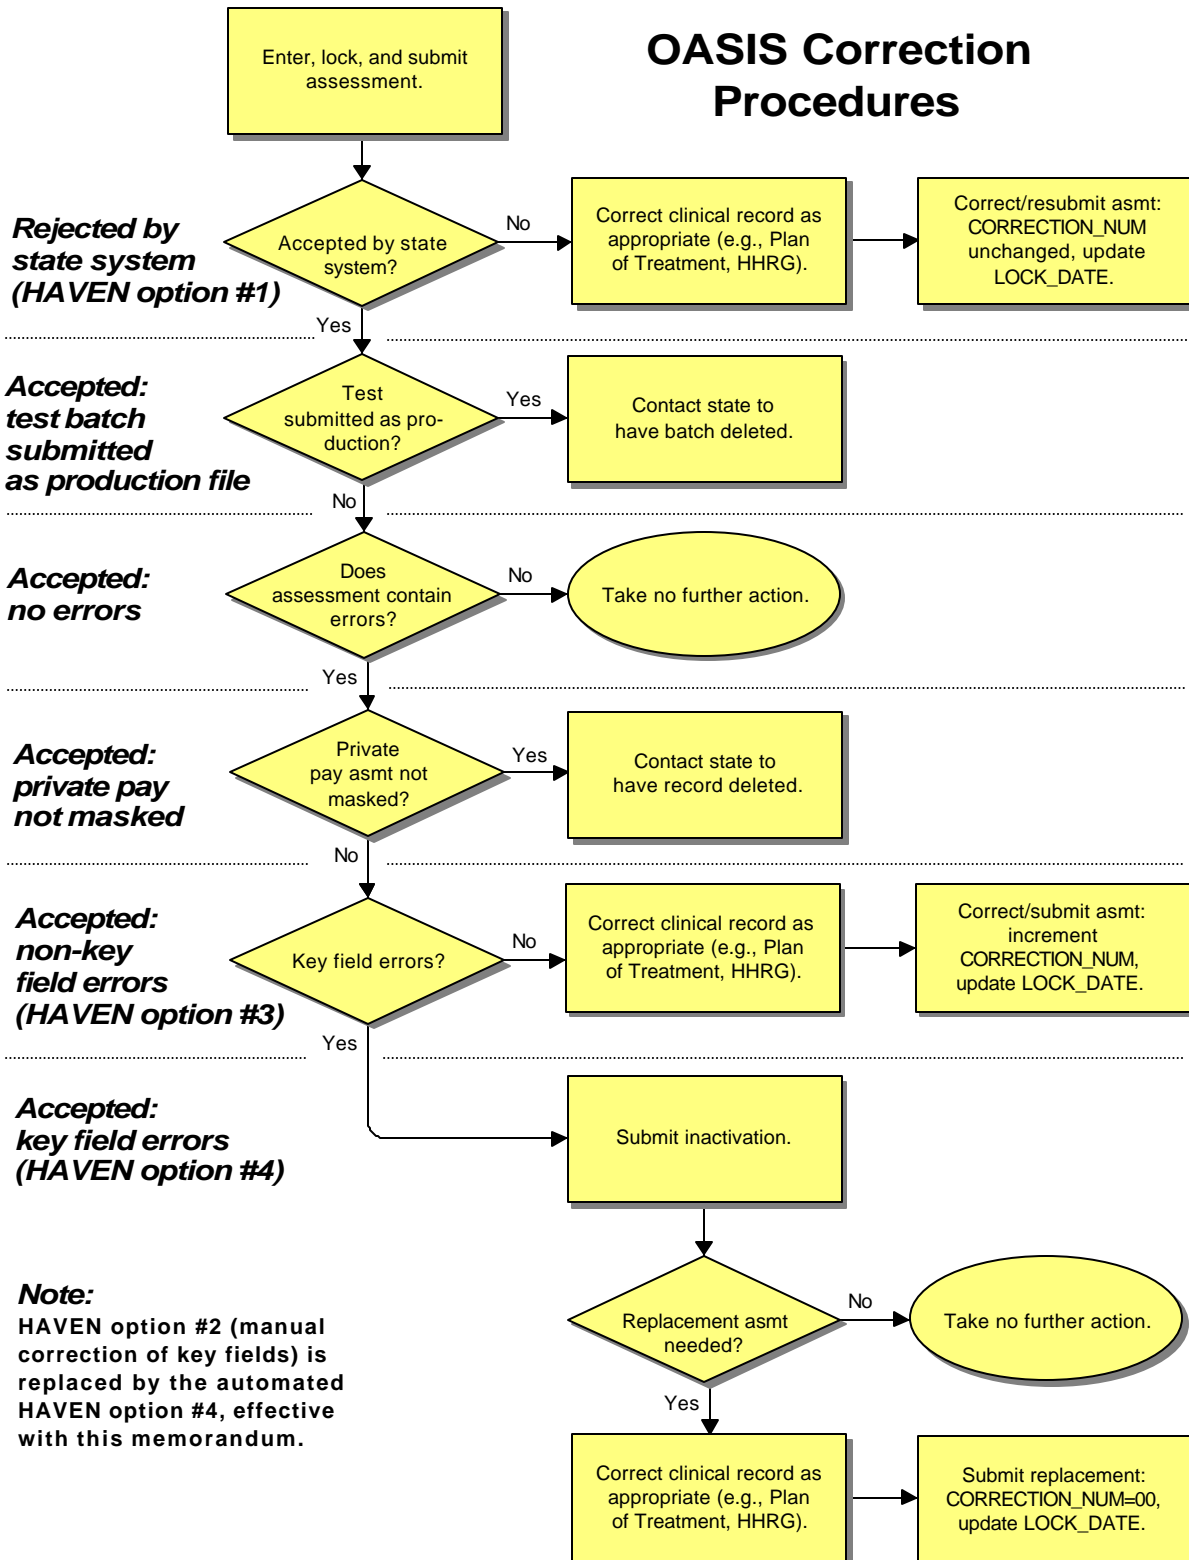 OASIS Correction
Procedures
Enter, lock, and submit
assessment.
Rejected by
state system
(HAVEN option #1)
Accepted by state
system?
No
Correct clinical record as
appropriate (e.g., Plan
of Treatment, HHRG).
Correct/resubmit asmt:
CORRECTION_NUM
unchanged, update
LOCK_DATE.
Yes
Accepted:
test batch
submitted
as production file
Test
submitted as pro-
duction?
Yes
Contact state to
have batch deleted.
No
Accepted:
no errors
Does
assessment contain
errors?
No
Take no further action.
Yes
Accepted:
private pay
not masked
Private
pay asmt not
masked?
Yes
Contact state to
have record deleted.
No
Accepted:
non-key
field errors
(HAVEN option #3)
Key field errors?
No
Correct clinical record as
appropriate (e.g., Plan
of Treatment, HHRG).
Correct/submit asmt:
increment
CORRECTION_NUM,
update LOCK_DATE.
Yes
Accepted:
key field errors
(HAVEN option #4)
Submit inactivation.
Replacement asmt
needed?
No
Take no further action.
Yes
Correct clinical record as
appropriate (e.g., Plan
of Treatment, HHRG).
Submit replacement:
CORRECTION_NUM=00,
update LOCK_DATE.
Note:
HAVEN option #2 (manual
correction of key fields) is
replaced by the automated
HAVEN option #4, effective
with this memorandum.